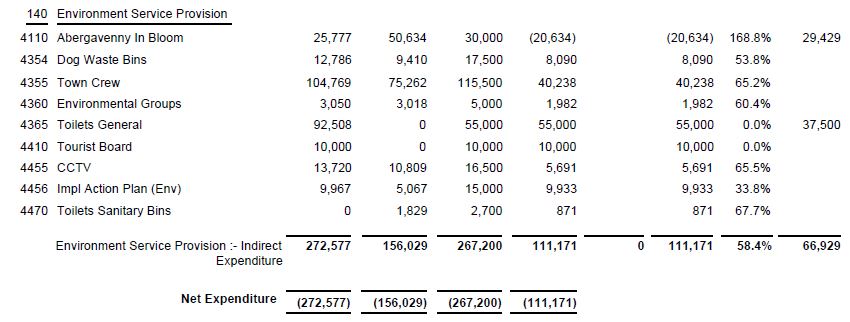 140 Environment Service Provision
4110 Abergavenny In Bloom 25,777 50,634 30,000 (20,634) (20,634) 168.8% 29,429
4354 Dog Waste Bins 12,786 9,410 17,500 8,090 8,090 53.8%
4355 Town Crew 104,769 75,262 115,500 40,238 40,238 65.2%
4360 Environmental Groups 3,050 3,018 5,000 1,982 1,982 60.4%
4365 Toilets General 92,508 0 55,000 55,000 55,000 0.0% 37,500
4410 Tourist Board 10,000 0 10,000 10,000 10,000 0.0%
4455 CCTV 13,720 10,809 16,500 5,691 5,691 65.5%
4456 Impl Action Plan (Env) 9,967 5,067 15,000 9,933 9,933 33.8%
4470 Toilets Sanitary Bins 0 1,829 2,700 871 871 67.7%
Environment Service Provision :- Indirect 272,577 156,029 267,200 111,171 0 111,171 58.4% 66,929
Expenditure
Net Expenditure (272,577) (156,029) (267,200) (111,171)